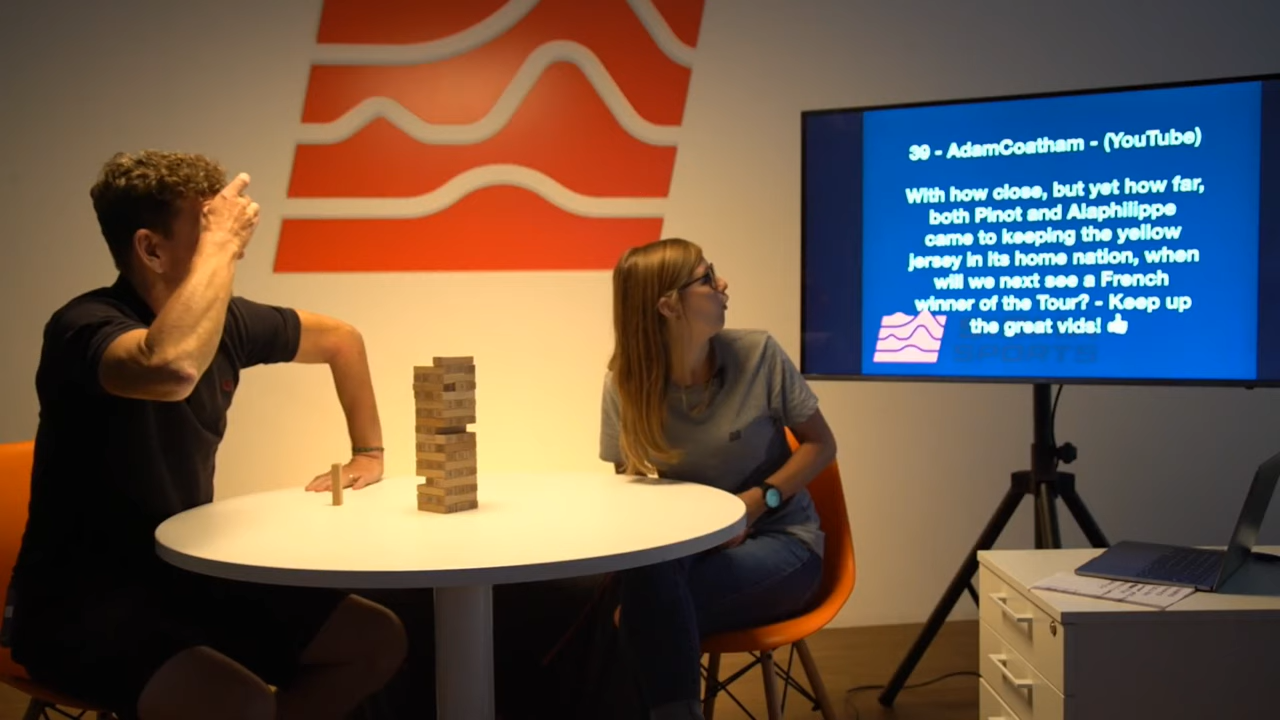 39 - AdamCoatham - (YouTube)
With how close, but yet how far,
both Pinot and Alaphilippe
came to keeping the yellow
jersey in its home nation, when
will we next see a French
winner of the Tour? - Keep up
the great vids! 👍
SPORTS